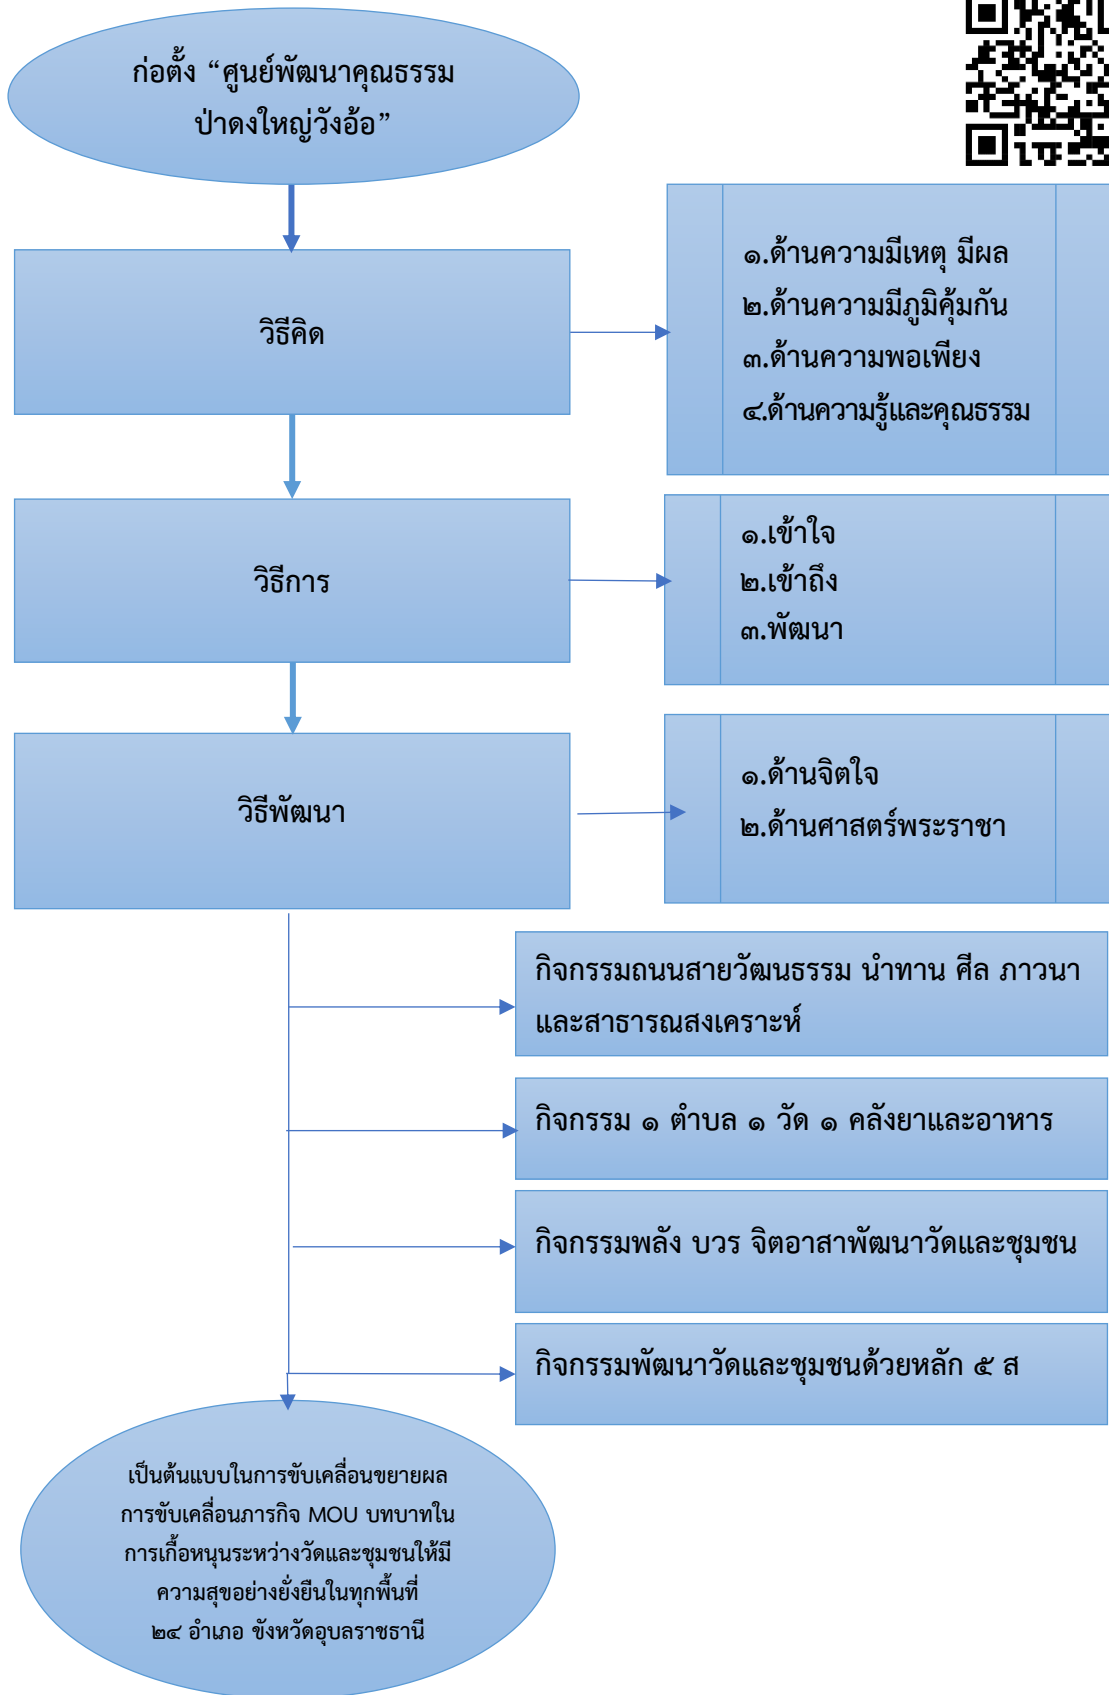 ก่อตั้ง “ศูนย์พัฒนาคุณธรรม
ป่าดงใหญ่วังอ้อ”
วิธีคิด
๑.ด้านความมีเหตุ มีผล
๒.ด้านความมีภูมิคุ้มกัน
๓.ด้านความพอเพียง
๔.ด้านความรู้และคุณธรรม
วิธีการ
๑.เข้าใจ
๒.เข้าถึง
๓.พัฒนา
วิธีพัฒนา
๑.ด้านจิตใจ
๒.ด้านศาสตร์พระราชา
กิจกรรมถนนสายวัฒนธรรม นำทาน ศีล ภาวนา
และสาธารณสงเคราะห์
กิจกรรม ๑ ตำบล ๑ วัด ๑ คลังยาและอาหาร
กิจกรรมพลัง บวร จิตอาสาพัฒนาวัดและชุมชน
กิจกรรมพัฒนาวัดและชุมชนด้วยหลัก ๕ ส
เป็นต้นแบบในการขับเคลื่อนขยายผล
การขับเคลื่อนภารกิจ MOU บทบาทใน
การเกื้อหนุนระหว่างวัดและชุมชนให้มี
ความสุขอย่างยั่งยืนในทุกพื้นที่
๒๔ อำเภอ ขังหวัดอุบลราชธานี